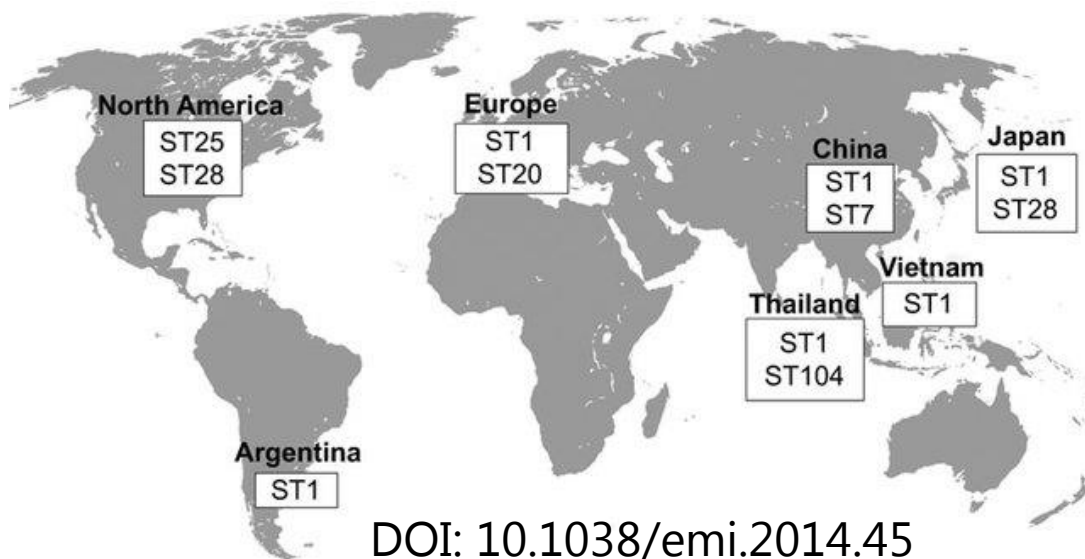 North America
ST25
ST28
Europe
ST1
ST20
China
ST1
ST7
Japan
ST1
ST28
Vietnam
ST1
Thailand
ST1
ST104
Argentina
ST1
DOI: 10.1038/emi.2014.45